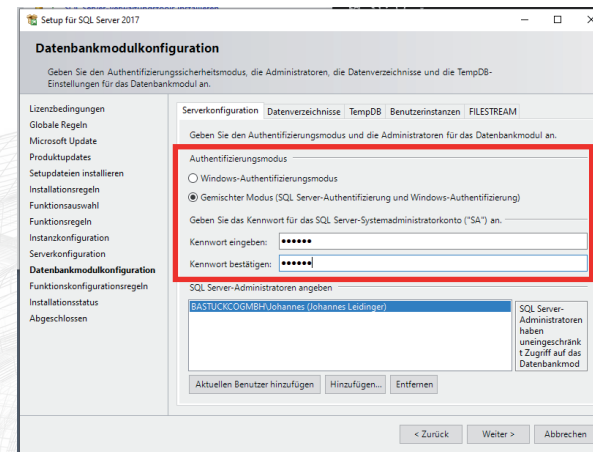 Setup für SQL Server 2017
Datenbankmodulkonfiguration
Geben Sie den Authentifizierungssicherheitsmodus, die Administratoren, die Datenverzeichnisse und die TempDB-
Einstellungen für das Datenbankmodul an.
Lizenzbedingungen
Globale Regeln
Microsoft Update
Produktupdates
Setupdateien installieren
Installationsregeln
Funktionsauswahl
Funktionsregeln
Instanzkonfiguration
Serverkonfiguration
Datenbankmodulkonfiguration
Funktionskonfigurationsregeln
Installationsstatus
Abgeschlossen
Serverkonfiguration Datenverzeichnisse TempDB Benutzerinstanzen FILESTREAM
Geben Sie den Authentifizierungsmodus und die Administratoren für das Datenbankmodul an.
Authentifizierungsmodus
Windows-Authentifizierungsmodus
Gemischter Modus (SQL Server-Authentifizierung und Windows-Authentifizierung)
Geben Sie das Kennwort für das SQL Server-Systemadministratorkonto ("SA") an.
Kennwort eingeben: ●●●●●●
Kennwort bestätigen: ●●●●●●
SQL Server-Administratoren angeben
BASTUCKCOGMBH\Johannes (Johannes Leidinger)
SQL Server-
Administratoren
haben
uneingeschränk
t Zugriff auf das
Datenbankmod
Aktuellen Benutzer hinzufügen Hinzufügen... Entfernen
< Zurück Weiter > Abbrechen